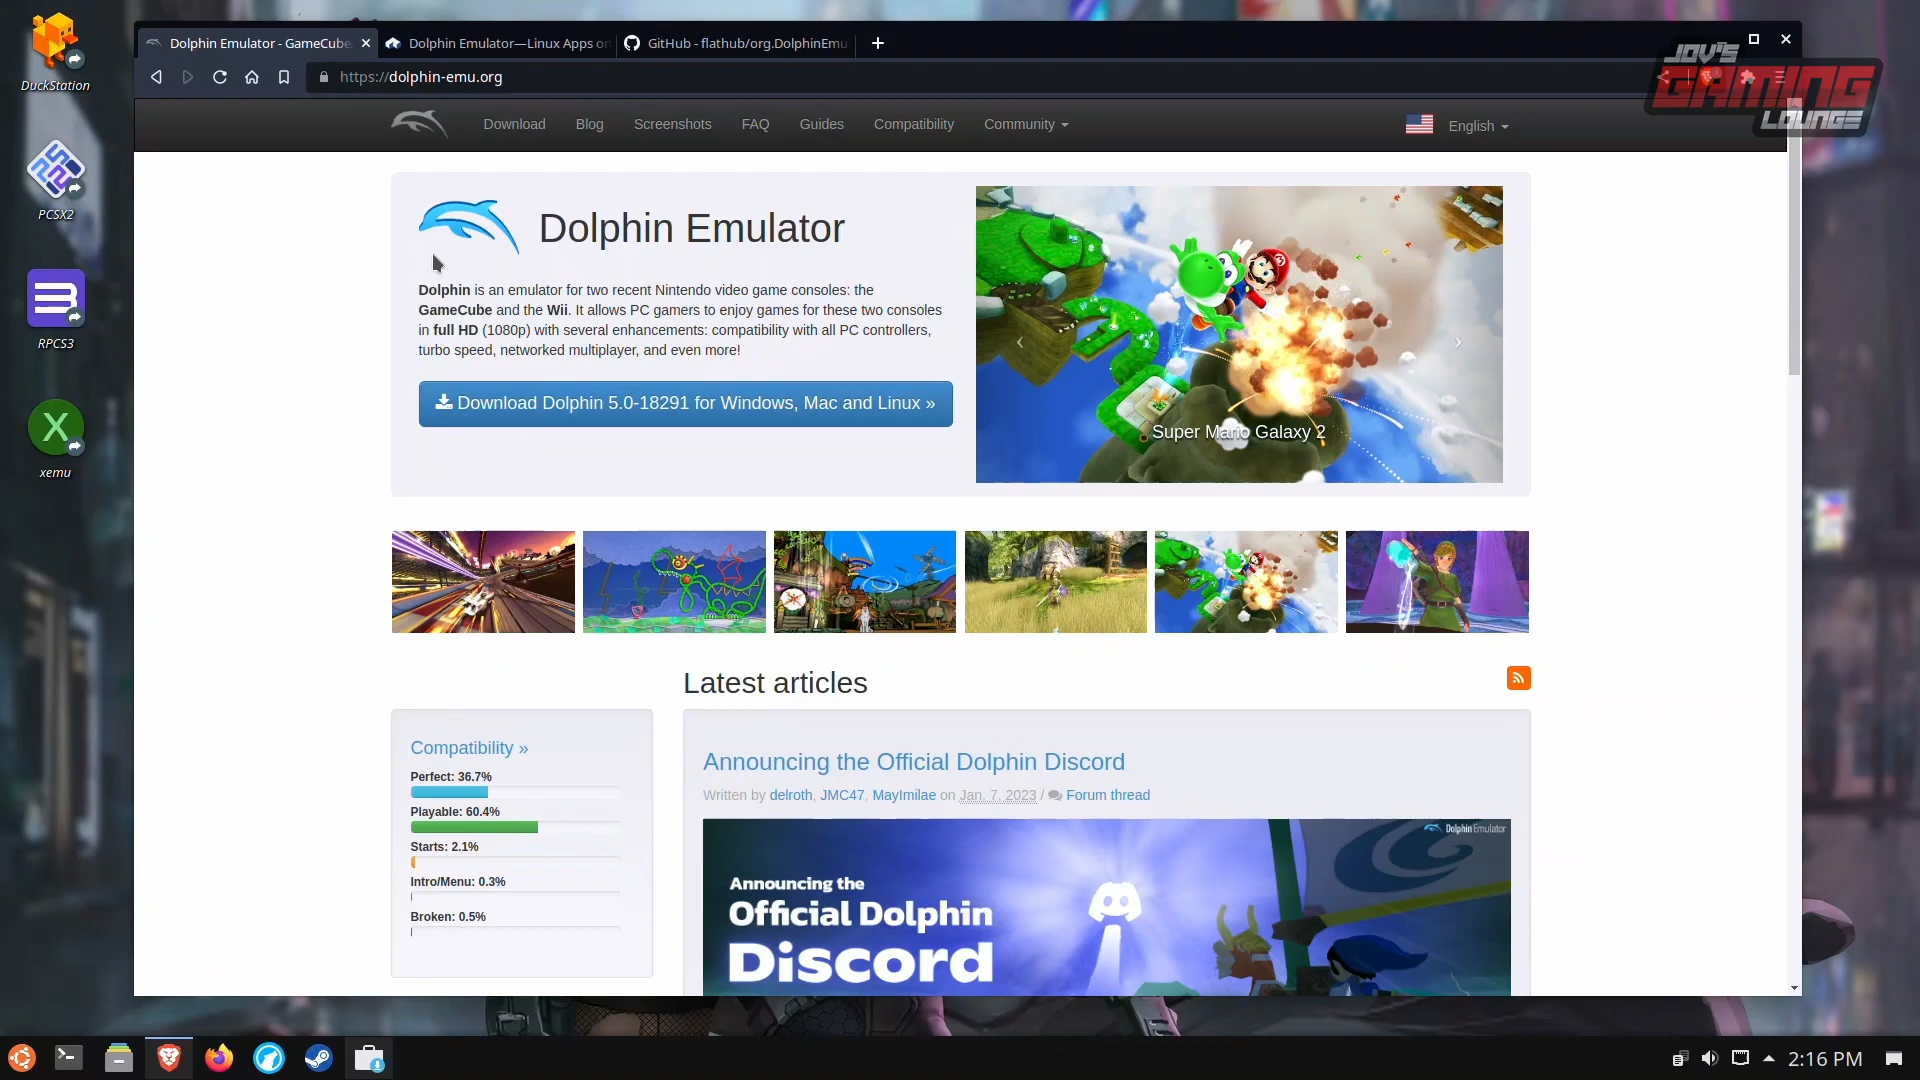 DuckStation
PCSX2
RPCS3
xemu
Dolphin Emulator - GameCube
Dolphin Emulator—Linux Apps on
GitHub - flathub/org.DolphinEmu
https://dolphin-emu.org
JOV'S
GAMING
LOUNGE
Download
Blog
Screenshots
FAQ
Guides
Compatibility
Community
English
Dolphin Emulator
Dolphin is an emulator for two recent Nintendo video game consoles: the
GameCube and the Wii. It allows PC gamers to enjoy games for these two consoles
in full HD (1080p) with several enhancements: compatibility with all PC controllers,
turbo speed, networked multiplayer, and even more!
Download Dolphin 5.0-18291 for Windows, Mac and Linux »
Super Mario Galaxy 2
Latest articles
Compatibility »
Perfect: 36.7%
Playable: 60.4%
Starts: 2.1%
Intro/Menu: 0.3%
Broken: 0.5%
Announcing the Official Dolphin Discord
Written by delroth, JMC47, MayImilae on Jan. 7, 2023 / Forum thread
Dolphin Emulator
Announcing the
Official Dolphin
Discord
2:16 PM